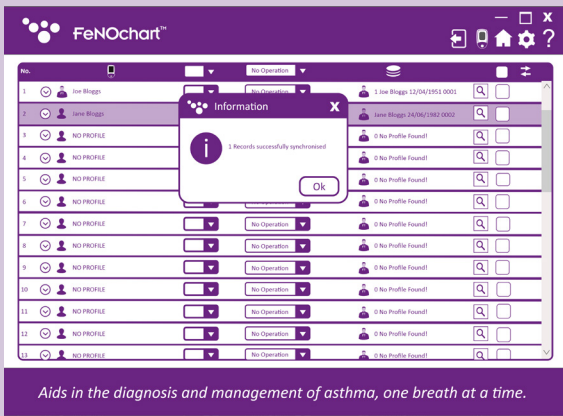 FeNOchart™
No. No Operation
1 Joe Bloggs No Operation 1 Joe Bloggs 12/04/1951 0001
Information X
2 Jane Bloggs Jane Bloggs 24/06/1982 0002
3 NO PROFILE 0 No Profile Found!
1 Records successfully synchronised
4 NO PROFILE 0 No Profile Found!
5 NO PROFILE 0 No Profile Found!
Ok
6 NO PROFILE 0 No Profile Found!
7 NO PROFILE No Operation 0 No Profile Found!
8 NO PROFILE No Operation 0 No Profile Found!
9 NO PROFILE No Operation 0 No Profile Found!
10 NO PROFILE No Operation 0 No Profile Found!
11 NO PROFILE No Operation 0 No Profile Found!
12 NO PROFILE No Operation 0 No Profile Found!
13 NO PROFILE No Operation 0 No Profile Found!
Aids in the diagnosis and management of asthma, one breath at a time.